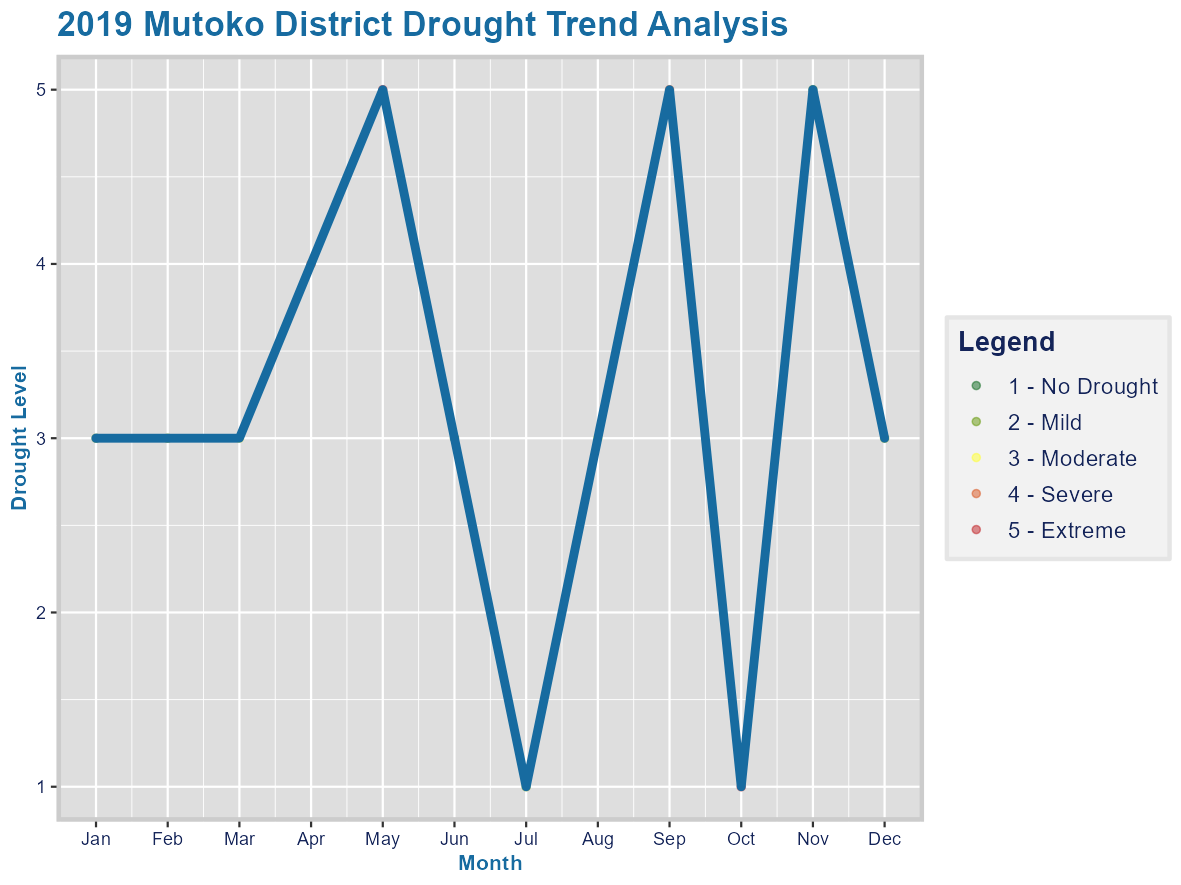 2019 Mutoko District Drought Trend Analysis
5
4
3
2
1
Drought Level
Jan Feb Mar Apr May Jun Jul Aug Sep Oct Nov Dec
Month
Legend
1 - No Drought
2 - Mild
3 - Moderate
4 - Severe
5 - Extreme